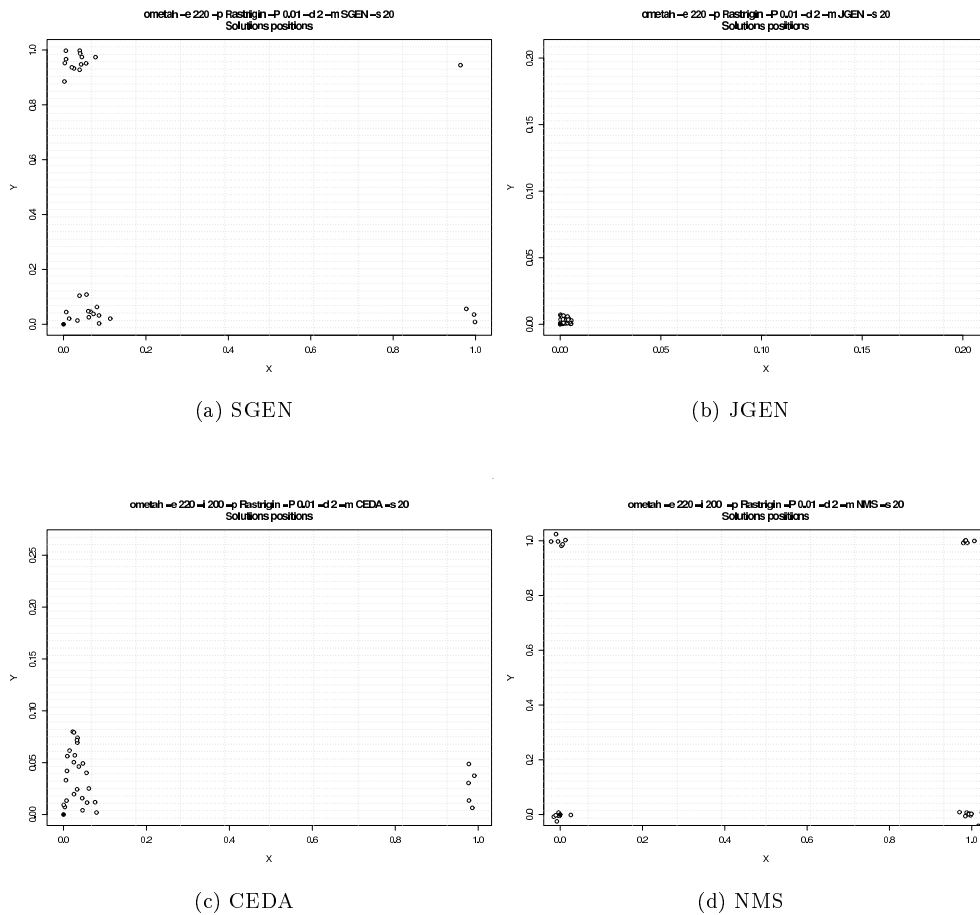 ometah -e 220 -p Rastrigin -P 0.01 -d 2 -m SGEN -s 20
Solutions positions
1.0
0.8
0.6
0.4
0.2
0.0
Y
0.0 0.2 0.4 0.6 0.8 1.0
X
(a) SGEN
ometah -e 220 -p Rastrigin -P 0.01 -d 2 -m JGEN -s 20
Solutions positions
0.20
0.15
0.10
0.05
0.00
Y
0.00 0.05 0.10 0.15 0.20
X
(b) JGEN
ometah -e 220 -i 200 -p Rastrigin -P 0.01 -d 2 -m CEDA -s 20
Solutions positions
0.25
0.20
0.15
0.10
0.05
0.00
Y
0.0 0.2 0.4 0.6 0.8 1.0
X
(c) CEDA
ometah -e 220 -i 200 -p Rastrigin -P 0.01 -d 2 -m NMS -s 20
Solutions positions
1.0
0.8
0.6
0.4
0.2
0.0
Y
0.0 0.2 0.4 0.6 0.8 1.0
X
(d) NMS